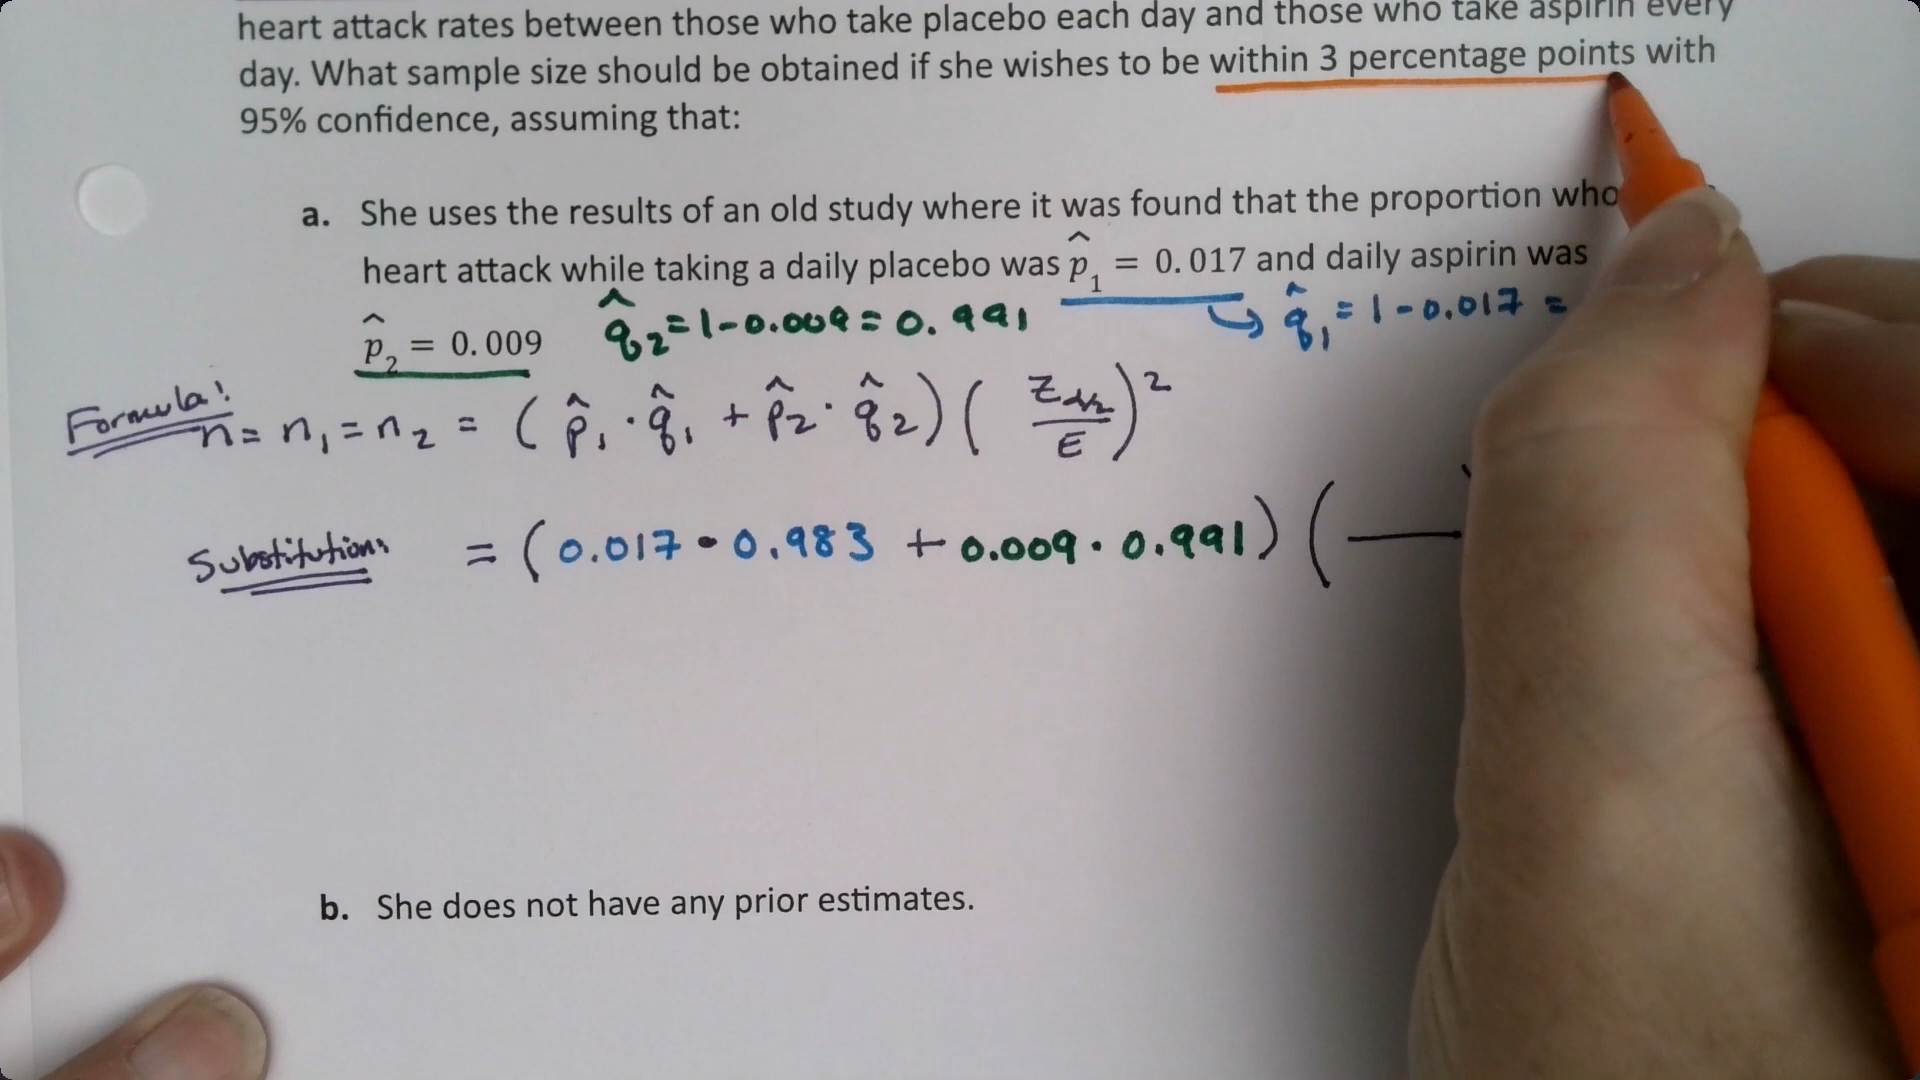 heart attack rates between those who take placebo each day and those who take aspirin every
day. What sample size should be obtained if she wishes to be within 3 percentage points with
95% confidence, assuming that:
a. She uses the results of an old study where it was found that the proportion who
heart attack while taking a daily placebo was p̂₁ = 0.017 and daily aspirin was
p̂₂ = 0.009 q̂₂ = 1-0.009 = 0.991 q̂₁ = 1-0.017 =
Formula! n = n₁ = n₂ = (p̂₁·q̂₁ + p̂₂·q̂₂)(Zα/2/E)²
Substitution: = (0.017·0.983 + 0.009·0.991)(
b. She does not have any prior estimates.